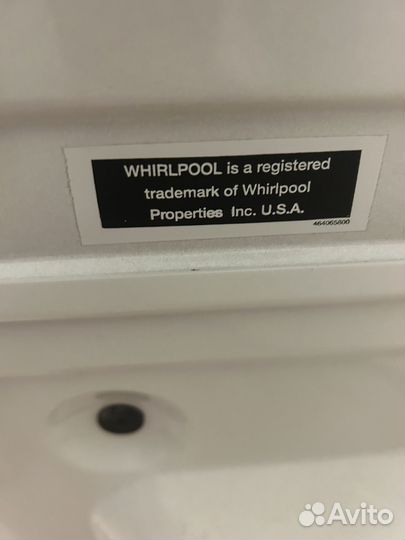 WHIRLPOOL is a registered
trademark of Whirlpool
Properties Inc. U.S.A.
464065800
Avito